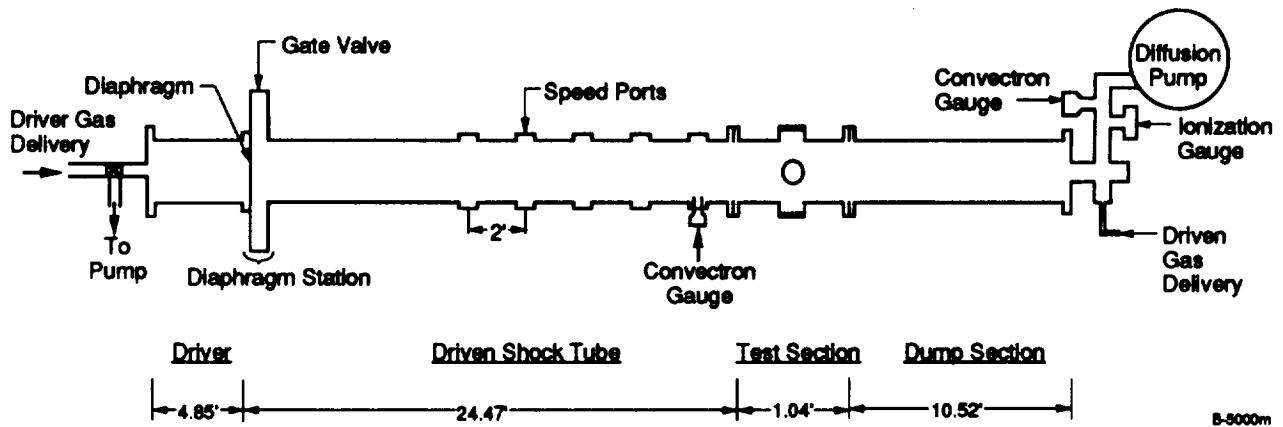 Gate Valve
Diaphragm
Speed Ports
Driver Gas
Delivery
To
Pump
Diaphragm Station
2'
Convectron
Gauge
Convectron
Gauge
Diffusion
Pump
Ionization
Gauge
Driven
Gas
Delivery
Driver
Driven Shock Tube
Test Section
Dump Section
4.85'
24.47'
1.04'
10.52'
B-5000m